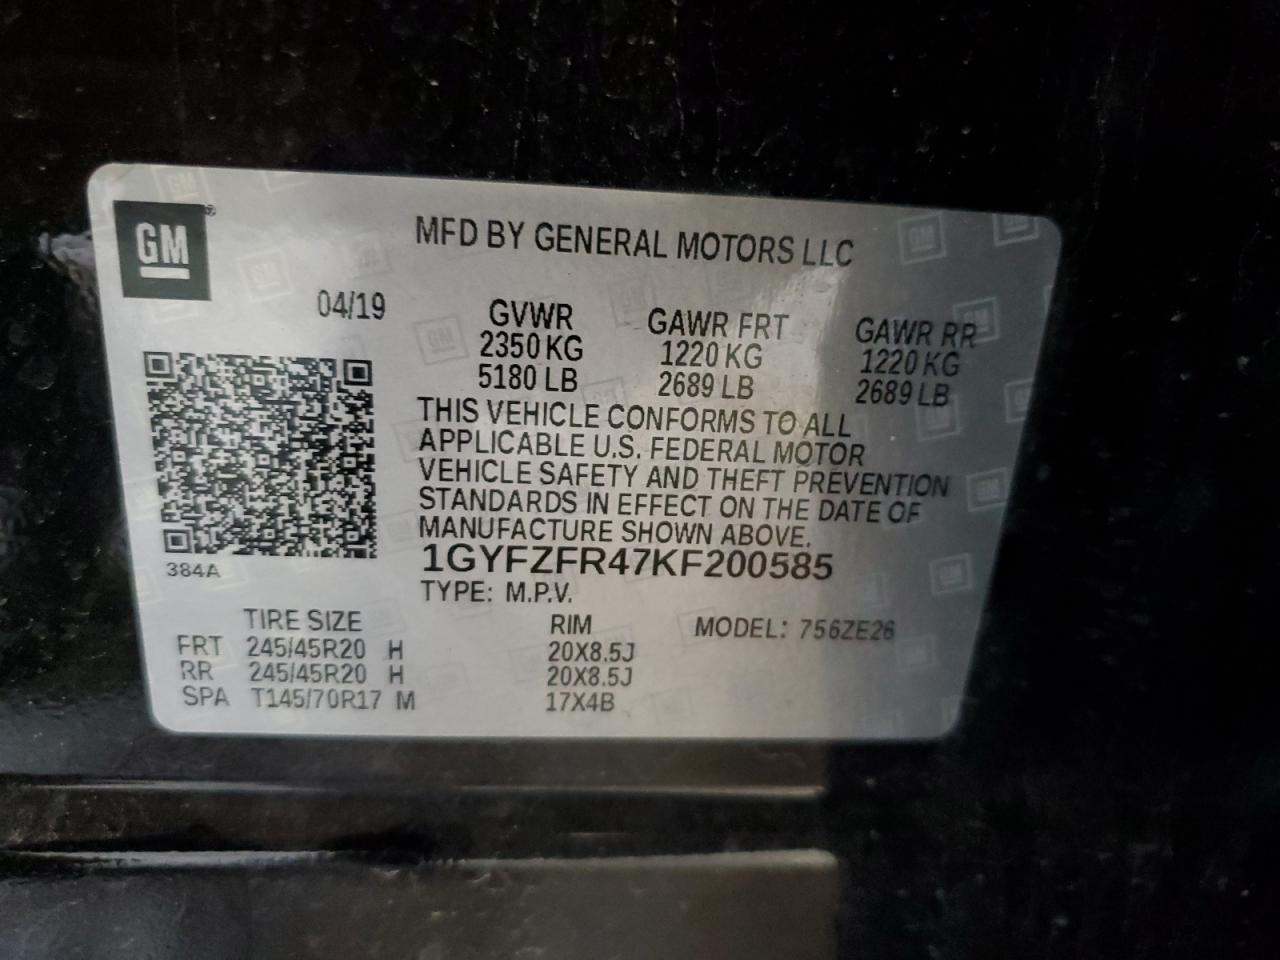 GM®
MFD BY GENERAL MOTORS LLC
04/19
GVWR GAWR FRT GAWR RR
2350 KG 1220 KG 1220 KG
5180 LB 2689 LB 2689 LB
THIS VEHICLE CONFORMS TO ALL
APPLICABLE U.S. FEDERAL MOTOR
VEHICLE SAFETY AND THEFT PREVENTION
STANDARDS IN EFFECT ON THE DATE OF
MANUFACTURE SHOWN ABOVE.
384A
1GYFZFR47KF200585
TYPE: M.P.V.
TIRE SIZE RIM MODEL: 756ZE26
FRT 245/45R20 H 20X8.5J
RR 245/45R20 H 20X8.5J
SPA T145/70R17 M 17X4B